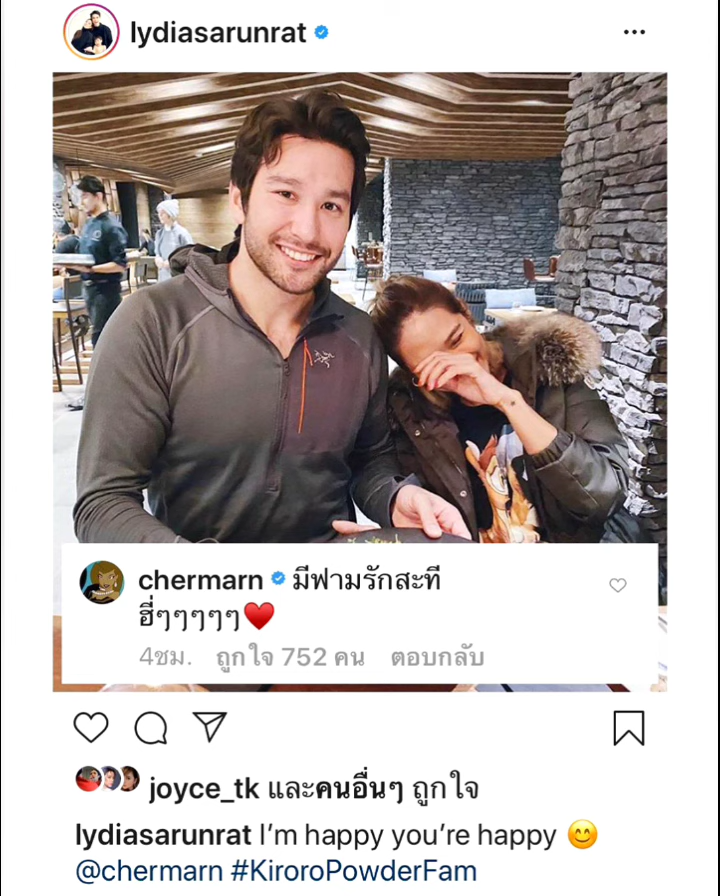 lydiasarunrat
chermarn มีฟามรักสะที
ฮี่ๆๆๆๆๆ❤️
4ชม. ถูกใจ 752 คน ตอบกลับ
joyce_tk และคนอื่นๆ ถูกใจ
lydiasarunrat I’m happy you’re happy 😊
@chermarn #KiroroPowderFam